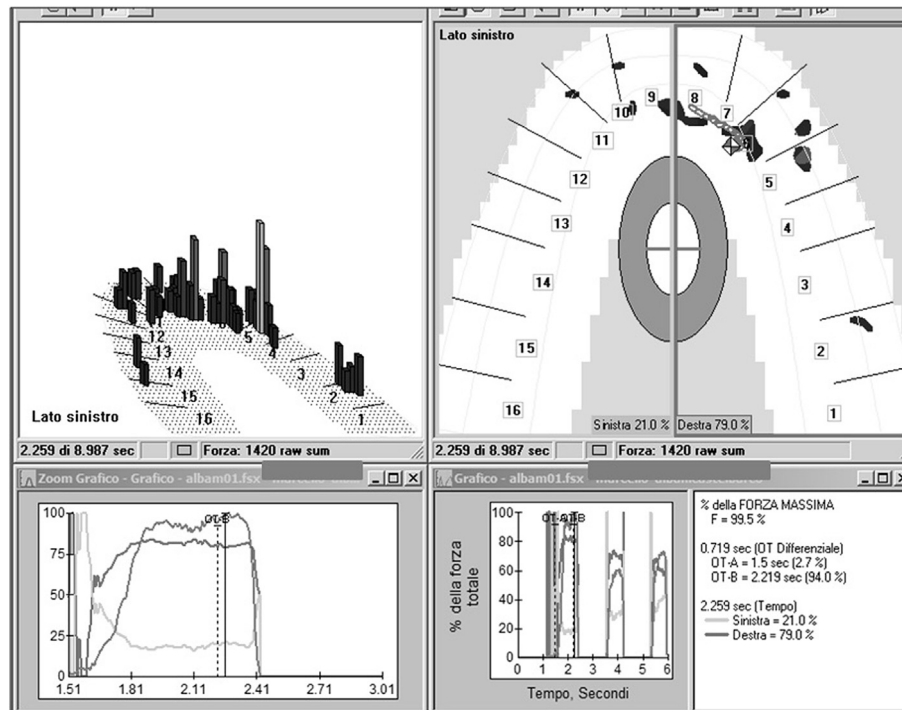 Lato sinistro
12
13
14
15
16
5
4
3
2
1
2.259 di 8.987 sec Forza: 1420 raw sum
Lato sinistro
10 9 8 7
11
12
13
14
15
16
5
4
3
2
1
Sinistra 21.0 % Destra 79.0 %
2.259 di 8.987 sec Forza: 1420 raw sum
Zoom Grafico - Grafico - albam01.fsx
100
75
50
25
0
1.51 1.81 2.11 2.41 2.71 3.01
Grafico - albam01.fsx
% della forza
totale
100
80
60
40
20
0
0 1 2 3 4 5 6
Tempo, Secondi
% della FORZA MASSIMA
F = 99.5 %
0.719 sec (OT Differenziale)
OT-A = 1.5 sec (2.7 %)
OT-B = 2.219 sec (94.0 %)
2.259 sec (Tempo)
Sinistra = 21.0 %
Destra = 79.0 %